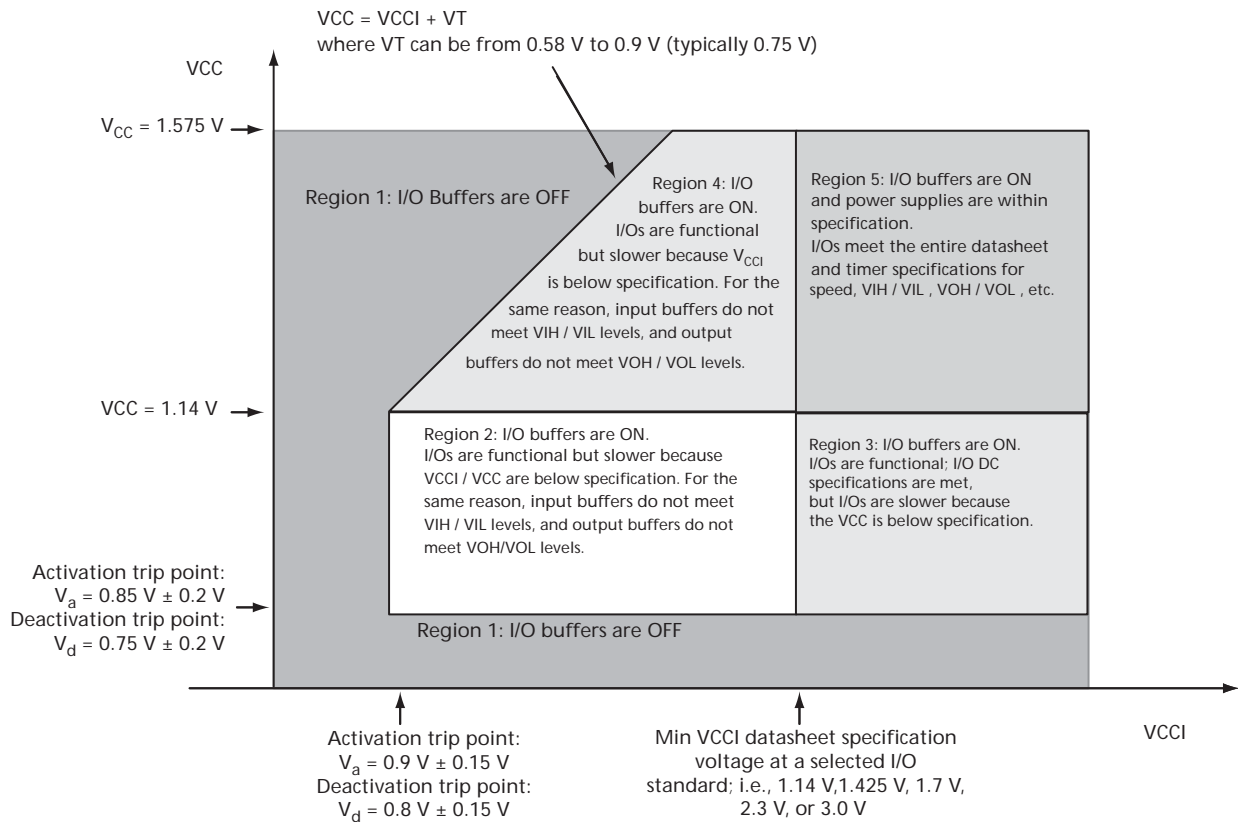 VCC = VCCI + VT
where VT can be from 0.58 V to 0.9 V (typically 0.75 V)
VCC
VCC = 1.575 V
Region 1: I/O Buffers are OFF
Region 4: I/O
buffers are ON.
I/Os are functional
but slower because VCCI
is below specification. For the
same reason, input buffers do not
meet VIH / VIL levels, and output
buffers do not meet VOH / VOL levels.
Region 5: I/O buffers are ON
and power supplies are within
specification.
I/Os meet the entire datasheet
and timer specifications for
speed, VIH / VIL , VOH / VOL , etc.
VCC = 1.14 V
Region 2: I/O buffers are ON.
I/Os are functional but slower because
VCCI / VCC are below specification. For the
same reason, input buffers do not meet
VIH / VIL levels, and output buffers do not
meet VOH/VOL levels.
Region 3: I/O buffers are ON.
I/Os are functional; I/O DC
specifications are met,
but I/Os are slower because
the VCC is below specification.
Activation trip point:
Va = 0.85 V ± 0.2 V
Deactivation trip point:
Vd = 0.75 V ± 0.2 V
Region 1: I/O buffers are OFF
Activation trip point:
Va = 0.9 V ± 0.15 V
Deactivation trip point:
Vd = 0.8 V ± 0.15 V
Min VCCI datasheet specification
voltage at a selected I/O
standard; i.e., 1.14 V,1.425 V, 1.7 V,
2.3 V, or 3.0 V
VCCI